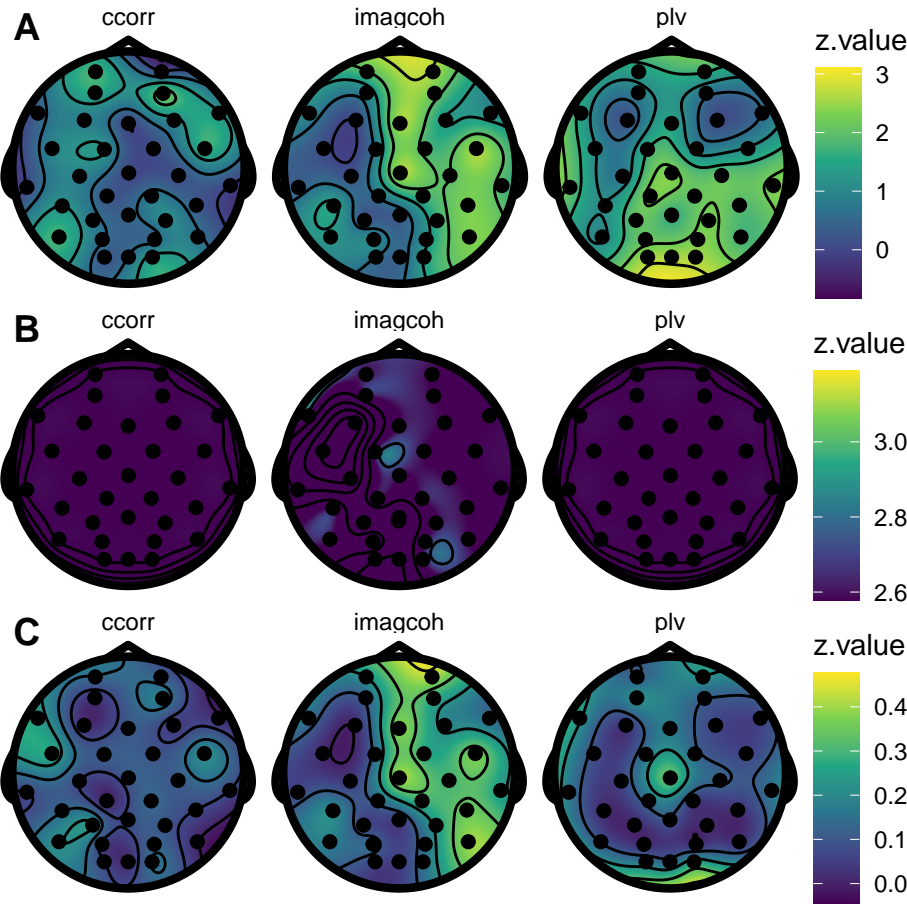 A
ccorr
imagcoh
plv
z.value
3
2
1
0
B
ccorr
imagcoh
plv
z.value
3.0
2.8
2.6
C
ccorr
imagcoh
plv
z.value
0.4
0.3
0.2
0.1
0.0